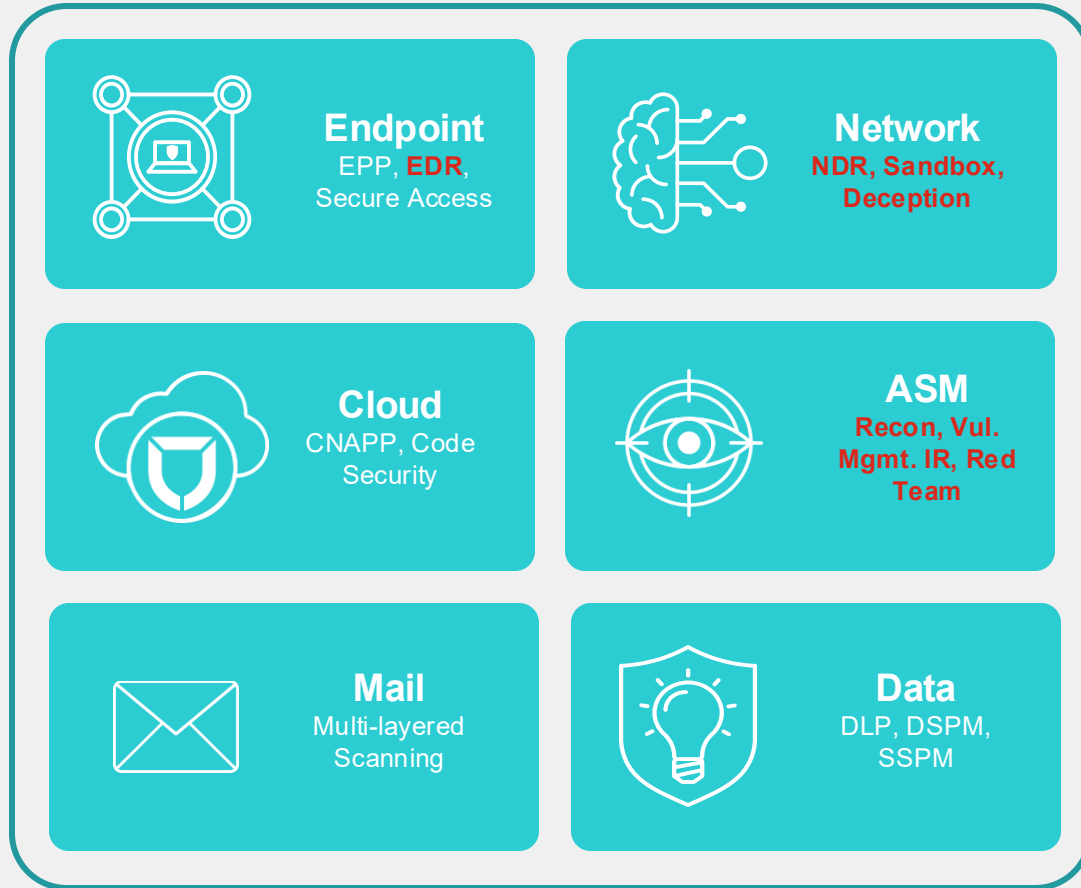 Endpoint
EPP, EDR,
Secure Access
Network
NDR, Sandbox,
Deception
Cloud
CNAPP, Code
Security
ASM
Recon, Vul.
Mgmt. IR, Red
Team
Mail
Multi-layered
Scanning
Data
DLP, DSPM,
SSPM